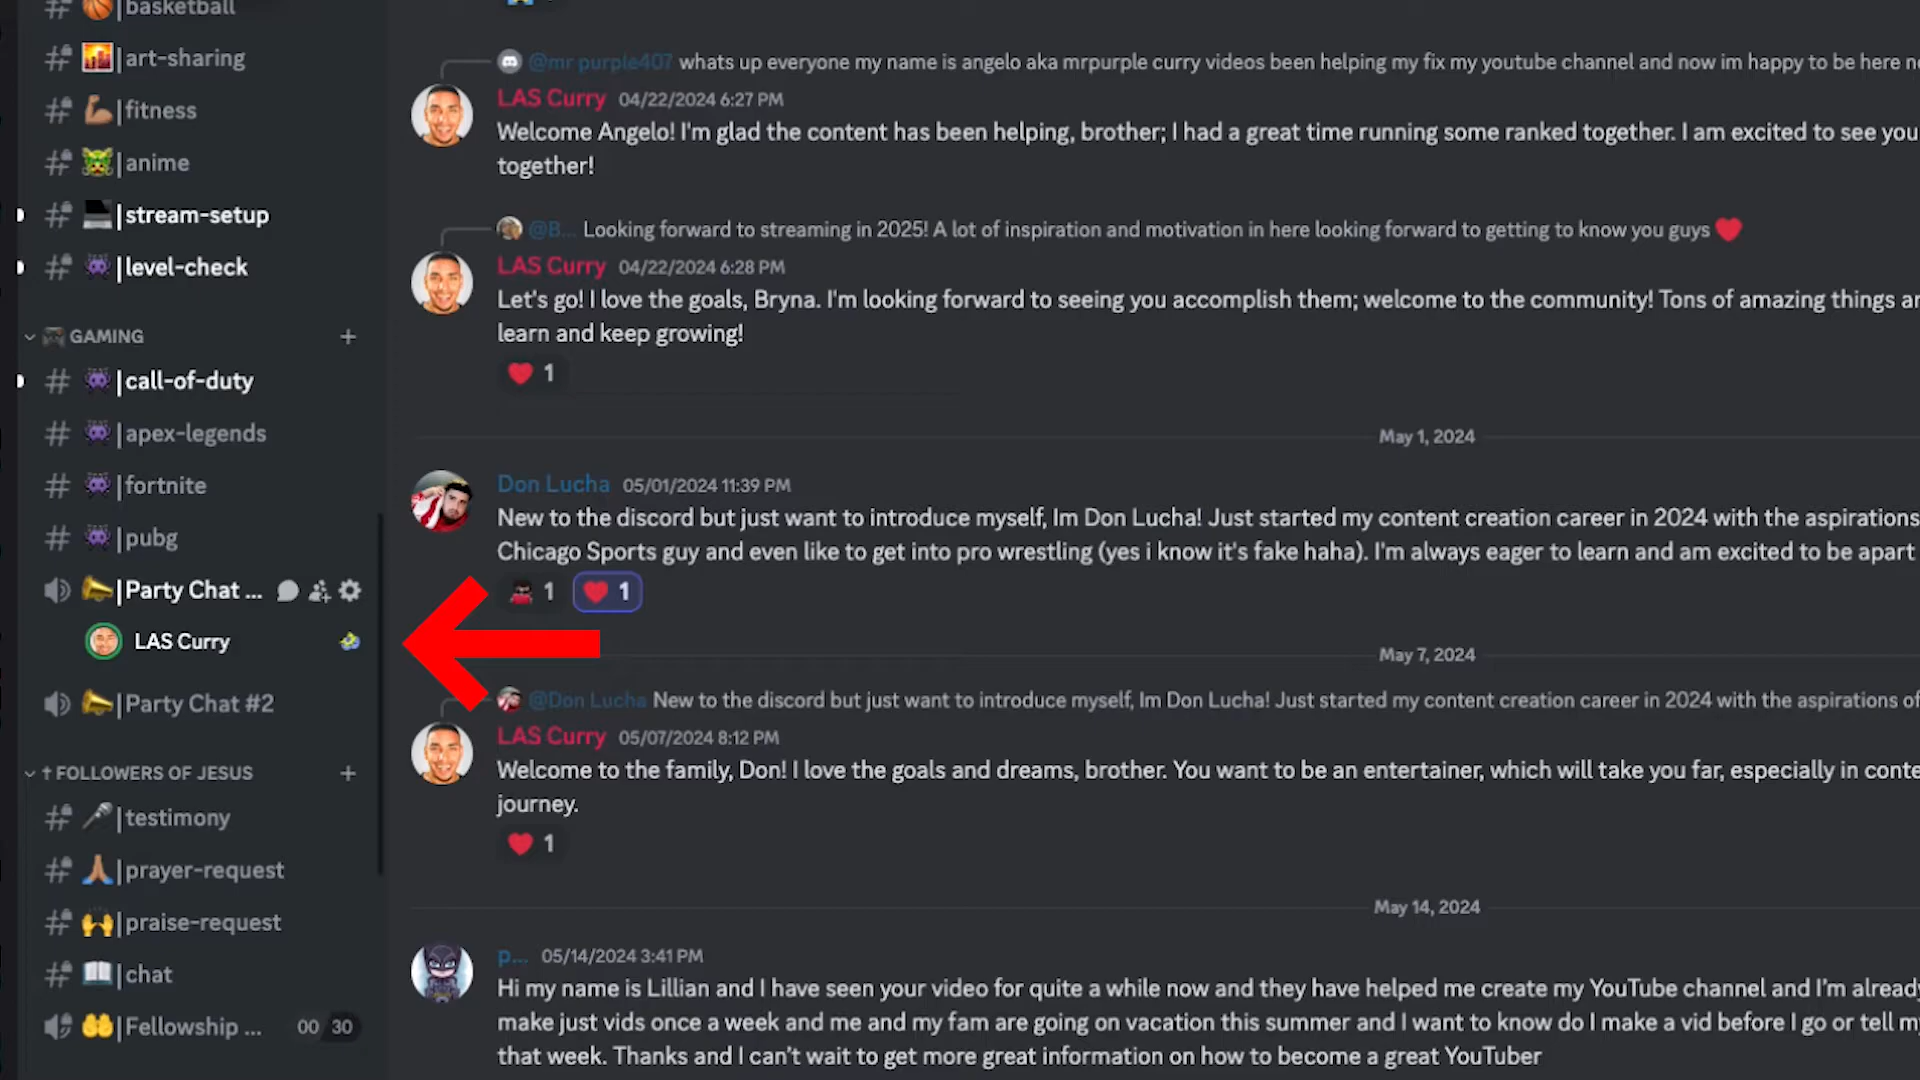 basketball
art-sharing
fitness
anime
stream-setup
level-check
GAMING
call-of-duty
apex-legends
fortnite
pubg
Party Chat ...
LAS Curry
Party Chat #2
† FOLLOWERS OF JESUS
testimony
prayer-request
praise-request
chat
Fellowship ... 00 30
@mr purple407 whats up everyone my name is angelo aka mrpurple curry videos been helping my fix my youtube channel and now im happy to be here
LAS Curry 04/22/2024 6:27 PM
Welcome Angelo! I'm glad the content has been helping, brother; I had a great time running some ranked together. I am excited to see you
together!
@B... Looking forward to streaming in 2025! A lot of inspiration and motivation in here looking forward to getting to know you guys
LAS Curry 04/22/2024 6:28 PM
Let's go! I love the goals, Bryna. I'm looking forward to seeing you accomplish them; welcome to the community! Tons of amazing things
learn and keep growing!
1
May 1, 2024
Don Lucha 05/01/2024 11:39 PM
New to the discord but just want to introduce myself, Im Don Lucha! Just started my content creation career in 2024 with the aspirations
Chicago Sports guy and even like to get into pro wrestling (yes i know it's fake haha). I'm always eager to learn and am excited to be apart
1 1
May 7, 2024
@Don Lucha New to the discord but just want to introduce myself, Im Don Lucha! Just started my content creation career in 2024 with the aspirations of
LAS Curry 05/07/2024 8:12 PM
Welcome to the family, Don! I love the goals and dreams, brother. You want to be an entertainer, which will take you far, especially in
journey.
1
May 14, 2024
p... 05/14/2024 3:41 PM
Hi my name is Lillian and I have seen your video for quite a while now and they have helped me create my YouTube channel and I'm already
make just vids once a week and me and my fam are going on vacation this summer and I want to know do I make a vid before I go or tell
that week. Thanks and I can't wait to get more great information on how to become a great YouTuber